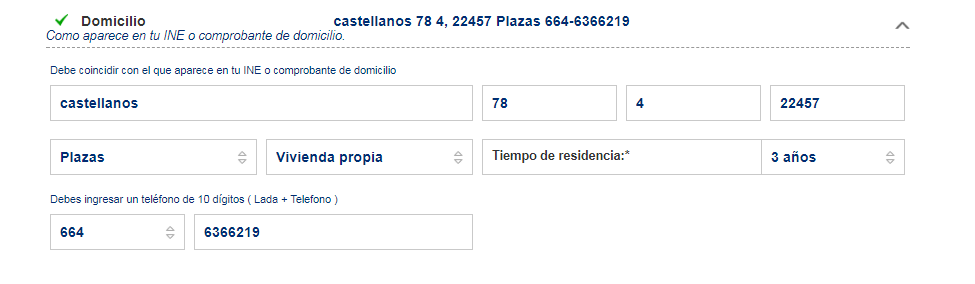 Domicilio castellanos 78 4, 22457 Plazas 664-6366219
Como aparece en tu INE o comprobante de domicilio.
Debe coincidir con el que aparece en tu INE o comprobante de domicilio
castellanos 78 4 22457
Plazas Vivienda propia Tiempo de residencia:* 3 años
Debes ingresar un teléfono de 10 dígitos ( Lada + Telefono )
664 6366219